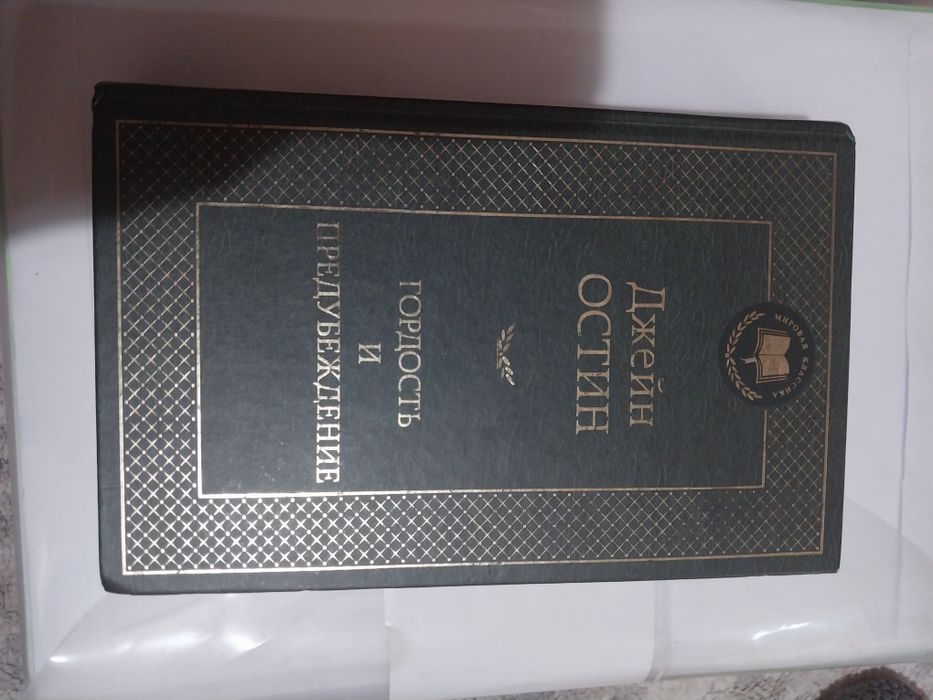 МИРОВАЯ КЛАССИКА
Джейн
ОСТИН
ГОРДОСТЬ
И
ПРЕДУБЕЖДЕНИЕ